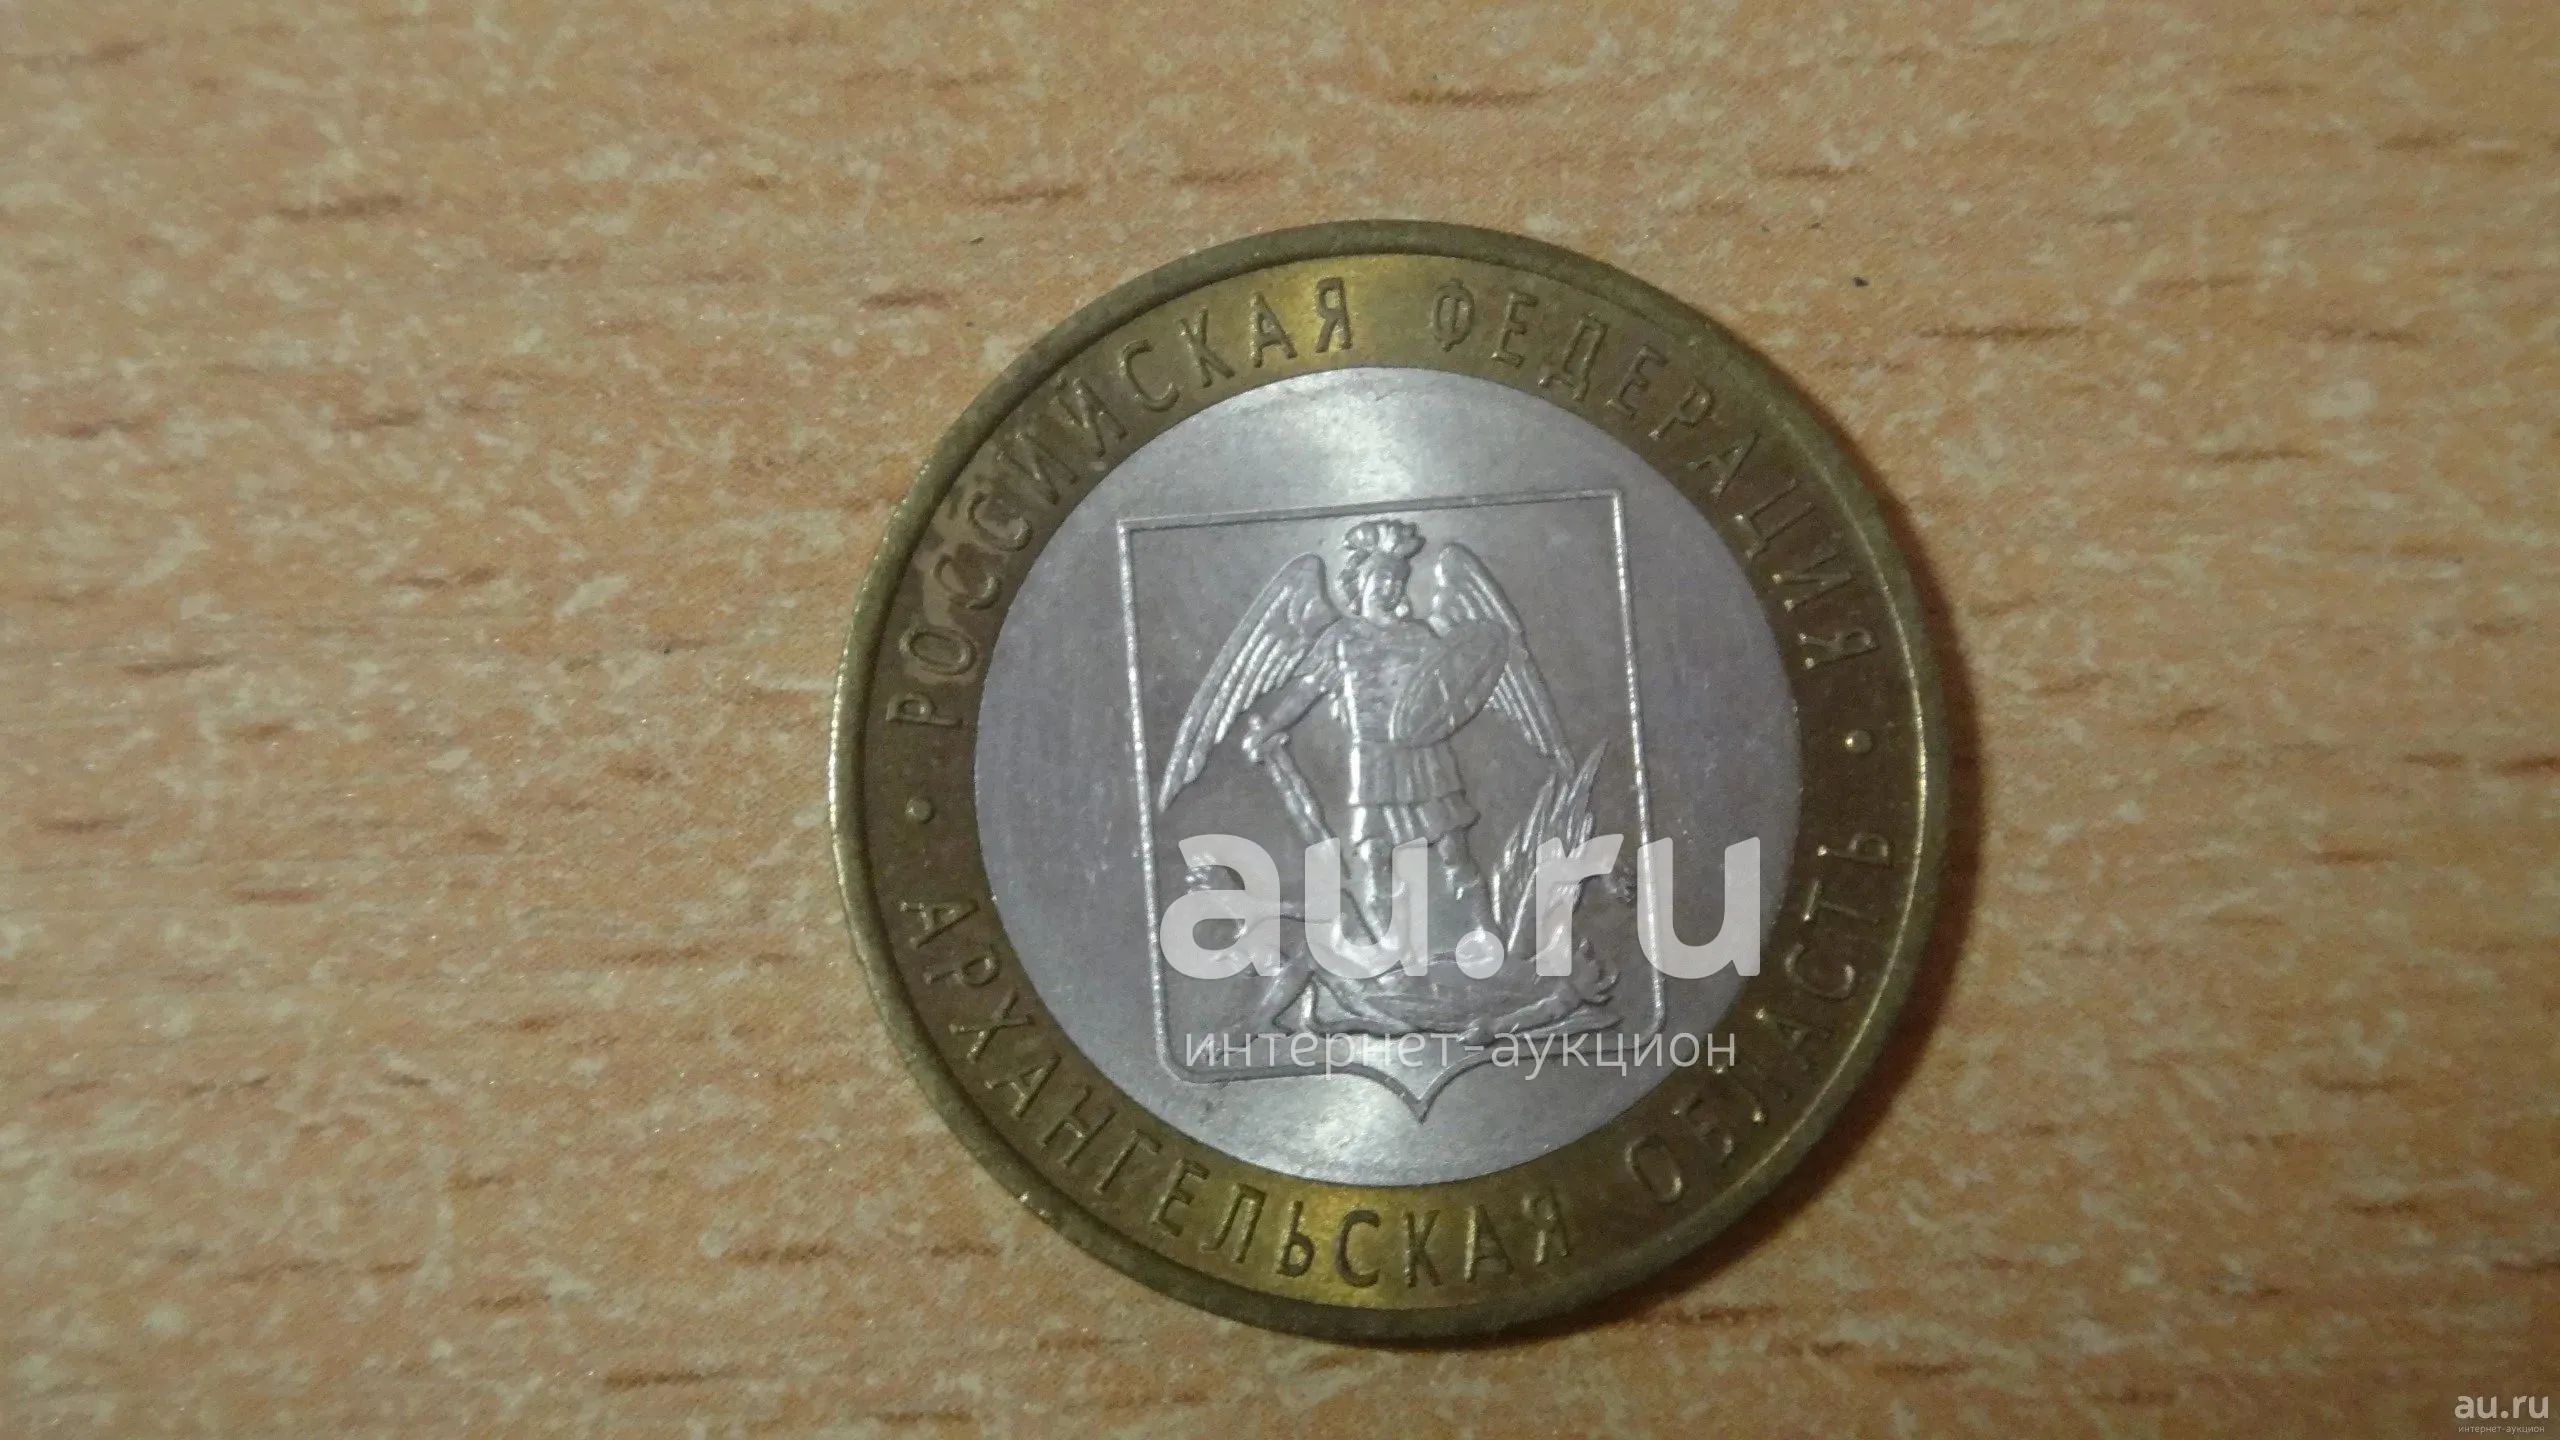 РОССИЙСКАЯ ФЕДЕРАЦИЯ
АРХАНГЕЛЬСКАЯ ОБЛАСТЬ
au.ru
интернет-аукцион
au.ru
интернет-аукцион